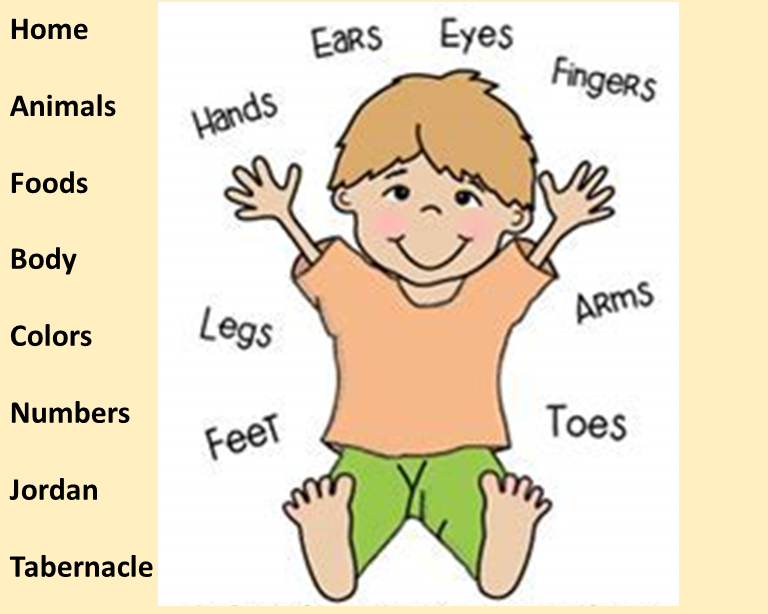 Home
Animals
Foods
Body
Colors
Numbers
Jordan
Tabernacle
Ears
Eyes
Fingers
Hands
Arms
Legs
Toes
Feet